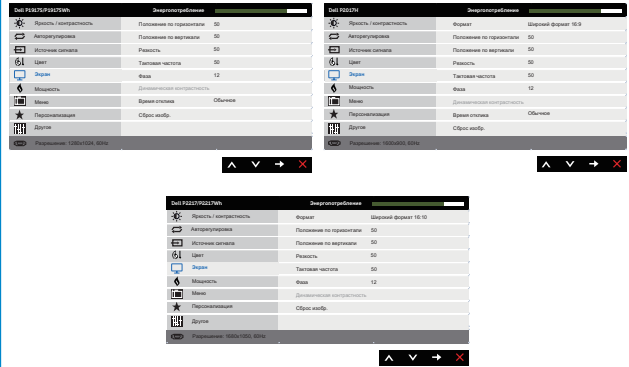 Dell P1917S/P1917SWh Энергопотребление
Яркость / контрастность Положение по горизонтали 50
Авторегулировка Положение по вертикали 50
Источник сигнала Резкость 50
Цвет Тактовая частота 50
Экран Фаза 12
Мощность Динамическая контрастность
Меню Время отклика Обычное
Персонализация Сброс изобр.
Другое
Разрешение: 1280x1024, 60Hz
Dell P2017H Энергопотребление
Яркость / контрастность Формат Широкий формат 16:9
Авторегулировка Положение по горизонтали 50
Источник сигнала Положение по вертикали 50
Цвет Резкость 50
Экран Тактовая частота 50
Мощность Фаза 12
Меню Динамическая контрастность
Персонализация Время отклика Обычное
Другое Сброс изобр.
Разрешение: 1600x900, 60Hz
Dell P2217/P2217Wh Энергопотребление
Яркость / контрастность Формат Широкий формат 16:10
Авторегулировка Положение по горизонтали 50
Источник сигнала Положение по вертикали 50
Цвет Резкость 50
Экран Тактовая частота 50
Мощность Фаза 12
Меню Динамическая контрастность
Персонализация Сброс изобр.
Другое
Разрешение: 1680x1050, 60Hz